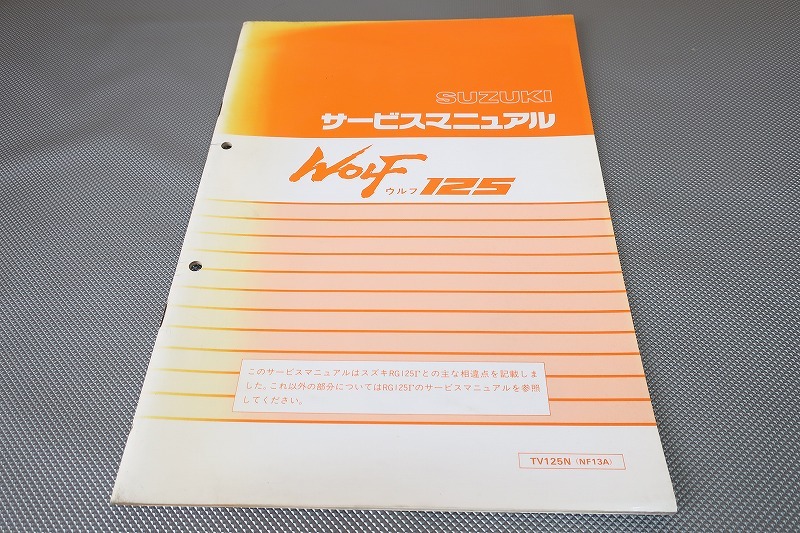 SUZUKI
サービスマニュアル
WOLF
ウルフ 125
このサービスマニュアルはスズキRG125Γとの主な相違点を記載しま
した。これ以外の部分についてはRG125Γのサービスマニュアルを参照
してください。
TV125N (NF13A)